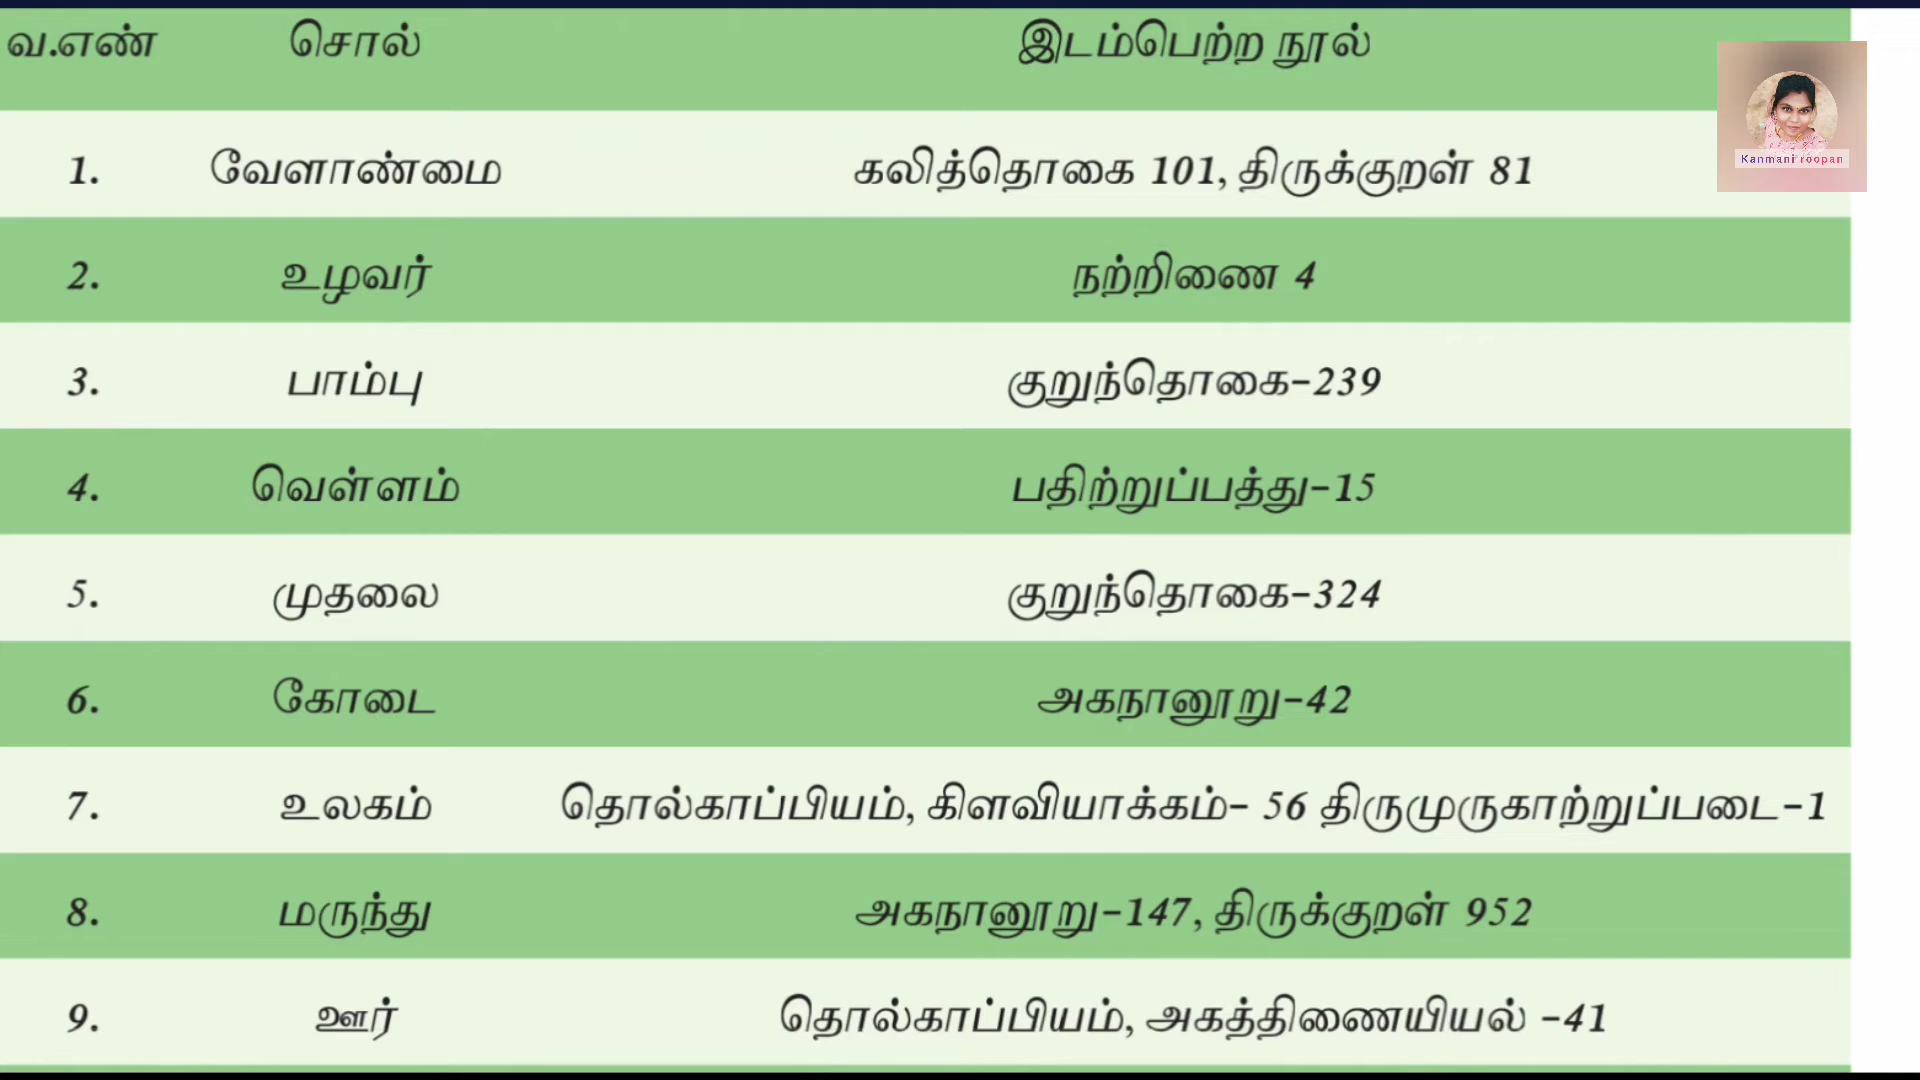 வ.எண் சொல் இடம்பெற்ற நூல்
Kanmani roopan
1. வேளாண்மை கலித்தொகை 101, திருக்குறள் 81
2. உழவர் நற்றிணை 4
3. பாம்பு குறுந்தொகை-239
4. வெள்ளம் பதிற்றுப்பத்து-15
5. முதலை குறுந்தொகை-324
6. கோடை அகநானூறு-42
7. உலகம் தொல்காப்பியம், கிளவியாக்கம்- 56 திருமுருகாற்றுப்படை-1
8. மருந்து அகநானூறு-147, திருக்குறள் 952
9. ஊர் தொல்காப்பியம், அகத்திணையியல் -41